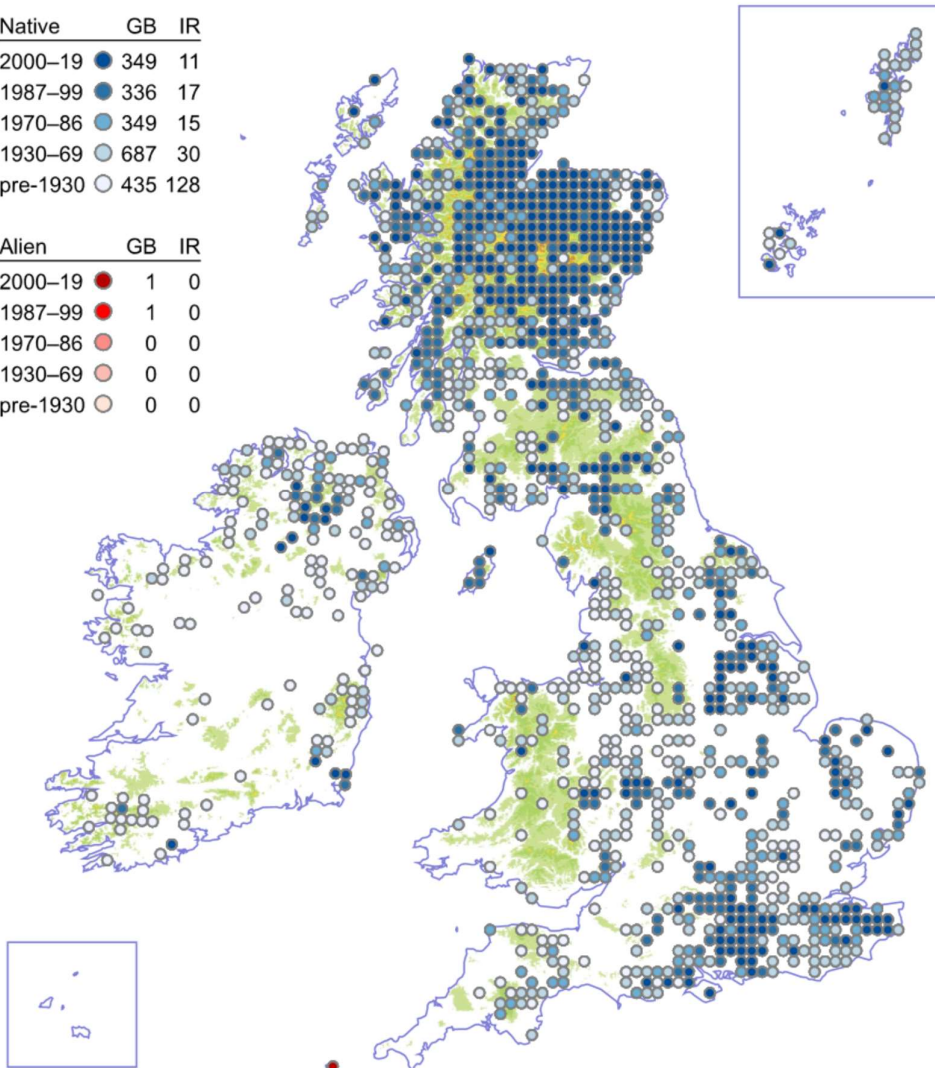 Native GB IR
2000–19 349 11
1987–99 336 17
1970–86 349 15
1930–69 687 30
pre-1930 435 128
Alien GB IR
2000–19 1 0
1987–99 1 0
1970–86 0 0
1930–69 0 0
pre-1930 0 0